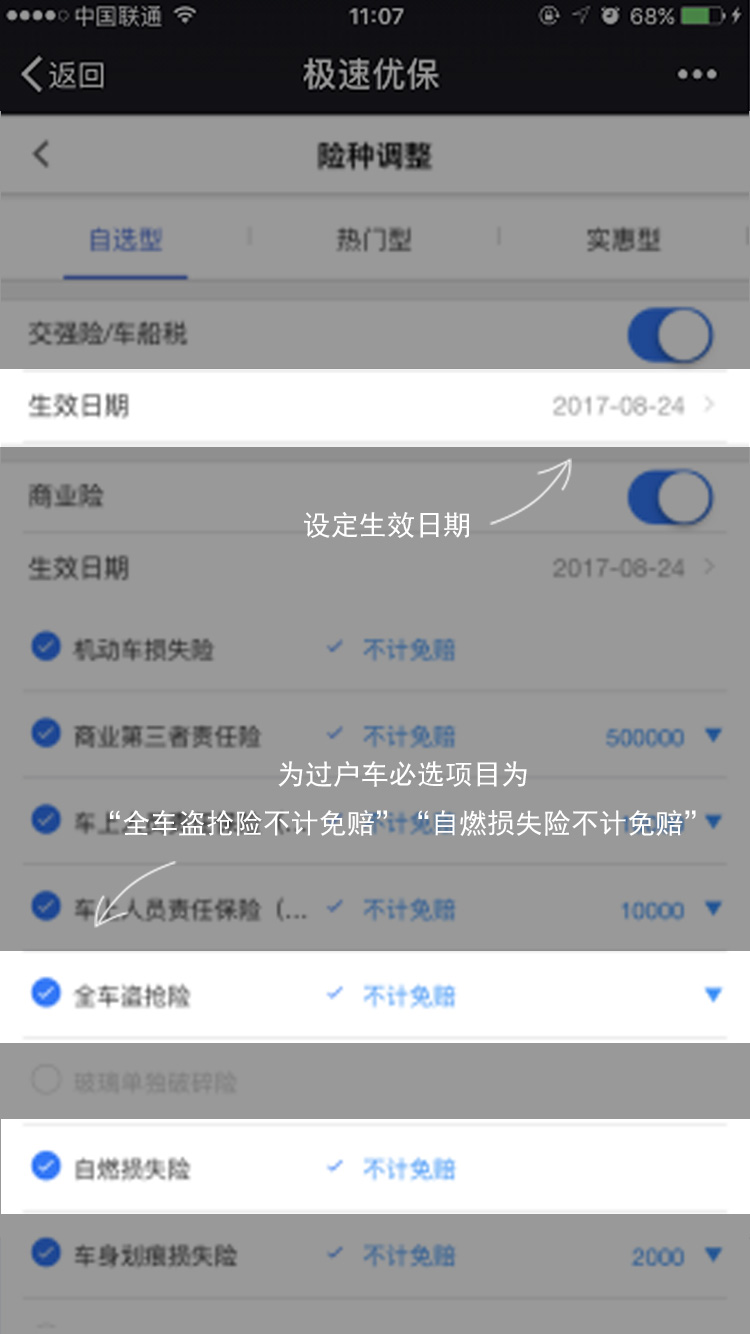 中国联通 11:07 68%
返回 极速优保
险种调整
自选型 热门型 实惠型
交强险/车船税
生效日期 2017-08-24
商业险
设定生效日期
生效日期 2017-08-24
机动车损失险 不计免赔
商业第三者责任险 不计免赔 500000
为过户车必选项目为
“全车盗抢险不计免赔”“自燃损失险不计免赔”
车上人员责任保险（... 不计免赔 10000
全车盗抢险 不计免赔
玻璃单独破碎险
自燃损失险 不计免赔
车身划痕损失险 不计免赔 2000